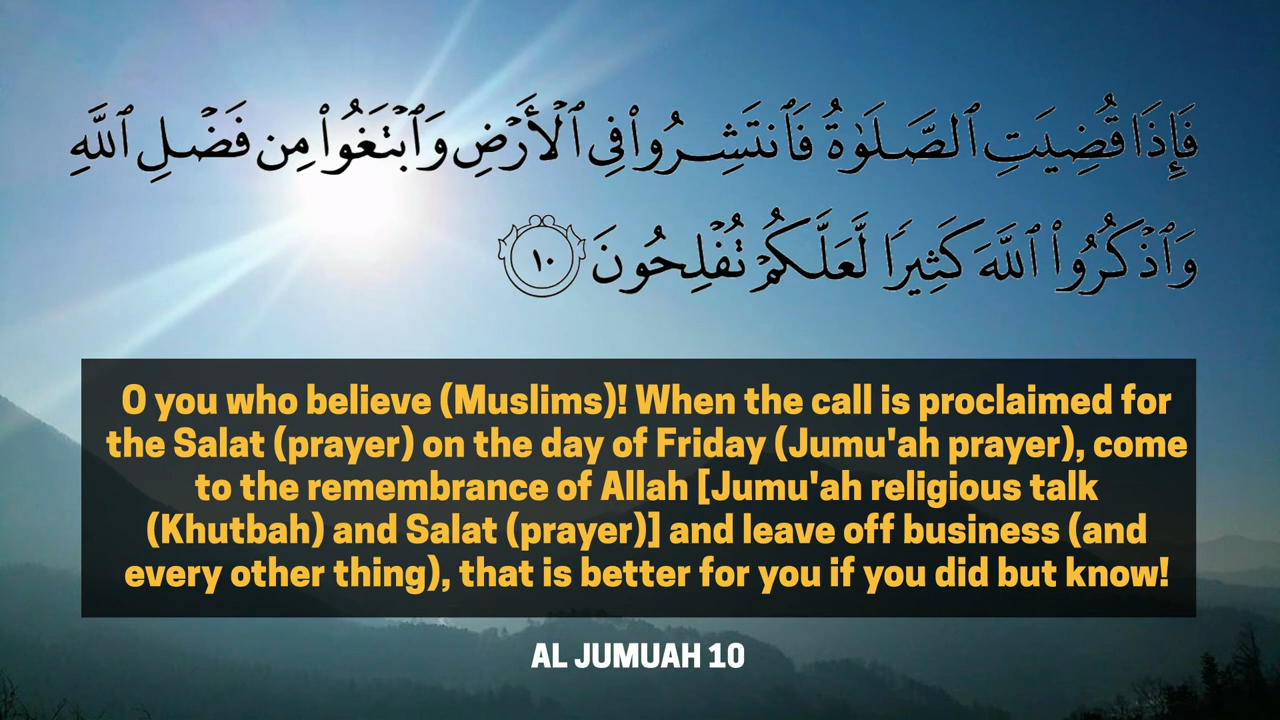 فَإِذَا قُضِيَتِ ٱلصَّلَوٰةُ فَٱنتَشِرُوا۟ فِى ٱلْأَرْضِ وَٱبْتَغُوا۟ مِن فَضْلِ ٱللَّهِ
وَٱذْكُرُوا۟ ٱللَّهَ كَثِيرًا لَّعَلَّكُمْ تُفْلِحُونَ ١٠
O you who believe (Muslims)! When the call is proclaimed for
the Salat (prayer) on the day of Friday (Jumu'ah prayer), come
to the remembrance of Allah [Jumu'ah religious talk
(Khutbah) and Salat (prayer)] and leave off business (and
every other thing), that is better for you if you did but know!
AL JUMUAH 10